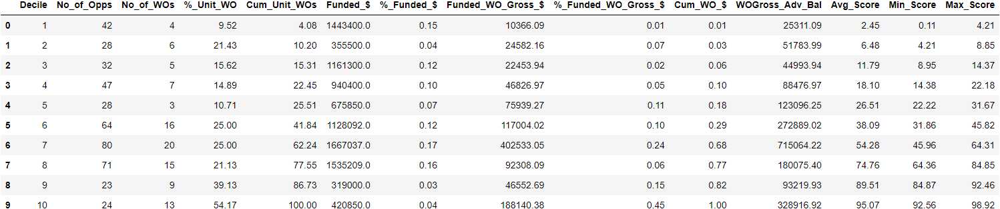 Decile No_of_Opps No_of_WOs %_Unit_WO Cum_Unit_WOs Funded_$ %_Funded_$ Funded_WO_Gross_$ %_Funded_WO_Gross_$ Cum_WO_$ WOGross_Adv_Bal Avg_Score Min_Score Max_Score
0 1 42 4 9.52 4.08 1443400.0 0.15 10366.09 0.01 0.01 25311.09 2.45 0.11 4.21
1 2 28 6 21.43 10.20 355500.0 0.04 24582.16 0.07 0.03 51783.99 6.48 4.21 8.85
2 3 32 5 15.62 15.31 1161300.0 0.12 22453.94 0.02 0.06 44993.94 11.79 8.95 14.37
3 4 47 7 14.89 22.45 940400.0 0.10 46826.97 0.05 0.10 88476.97 18.10 14.38 22.18
4 5 28 3 10.71 25.51 675850.0 0.07 75939.27 0.11 0.18 123096.25 26.51 22.22 31.67
5 6 64 16 25.00 41.84 1128092.0 0.12 117004.02 0.10 0.29 272889.02 38.09 31.86 45.82
6 7 80 20 25.00 62.24 1667037.0 0.17 402533.05 0.24 0.68 715064.22 54.28 45.96 64.31
7 8 71 15 21.13 77.55 1535209.0 0.16 92308.09 0.06 0.77 180075.40 74.76 64.36 84.85
8 9 23 9 39.13 86.73 319000.0 0.03 46552.69 0.15 0.82 93219.93 89.51 84.87 92.46
9 10 24 13 54.17 100.00 420850.0 0.04 188140.38 0.45 1.00 328916.92 95.07 92.56 98.92